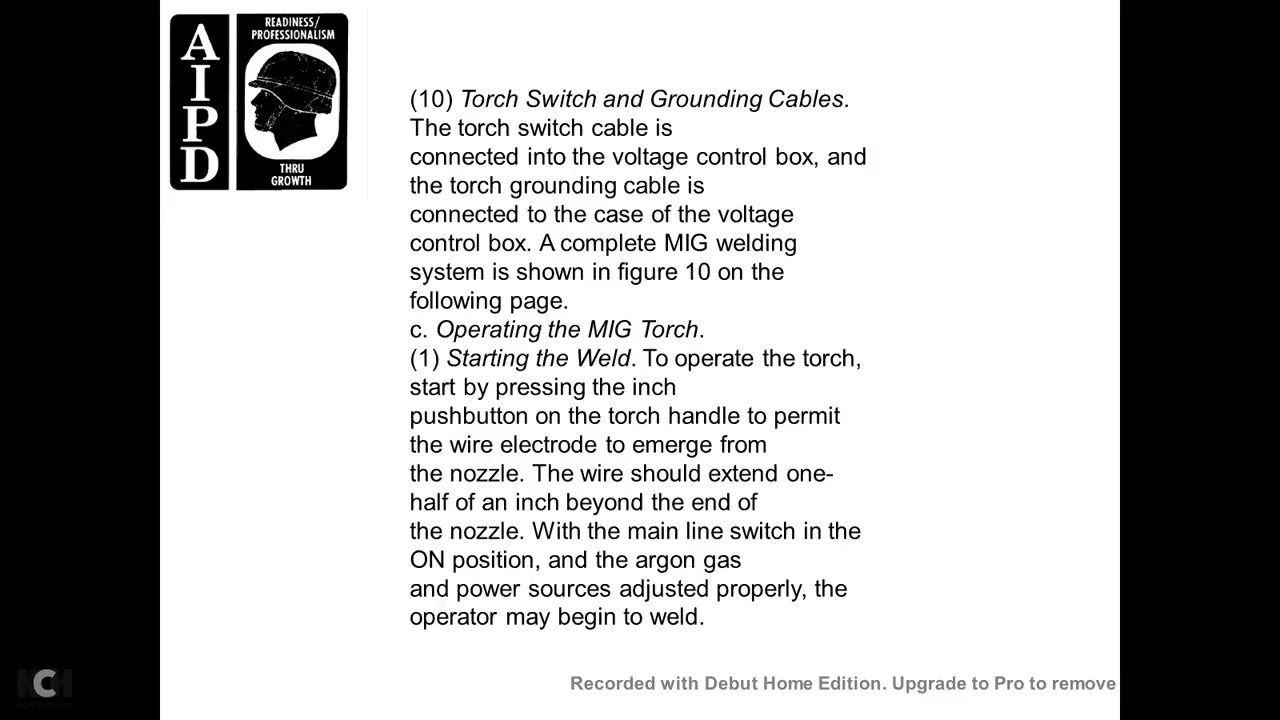 READINESS/
PROFESSIONALISM
AIPD
THRU
GROWTH
(10) Torch Switch and Grounding Cables.
The torch switch cable is
connected into the voltage control box, and
the torch grounding cable is
connected to the case of the voltage
control box. A complete MIG welding
system is shown in figure 10 on the
following page.
c. Operating the MIG Torch.
(1) Starting the Weld. To operate the torch,
start by pressing the inch
pushbutton on the torch handle to permit
the wire electrode to emerge from
the nozzle. The wire should extend one-
half of an inch beyond the end of
the nozzle. With the main line switch in the
ON position, and the argon gas
and power sources adjusted properly, the
operator may begin to weld.
Recorded with Debut Home Edition. Upgrade to Pro to remove
NCH